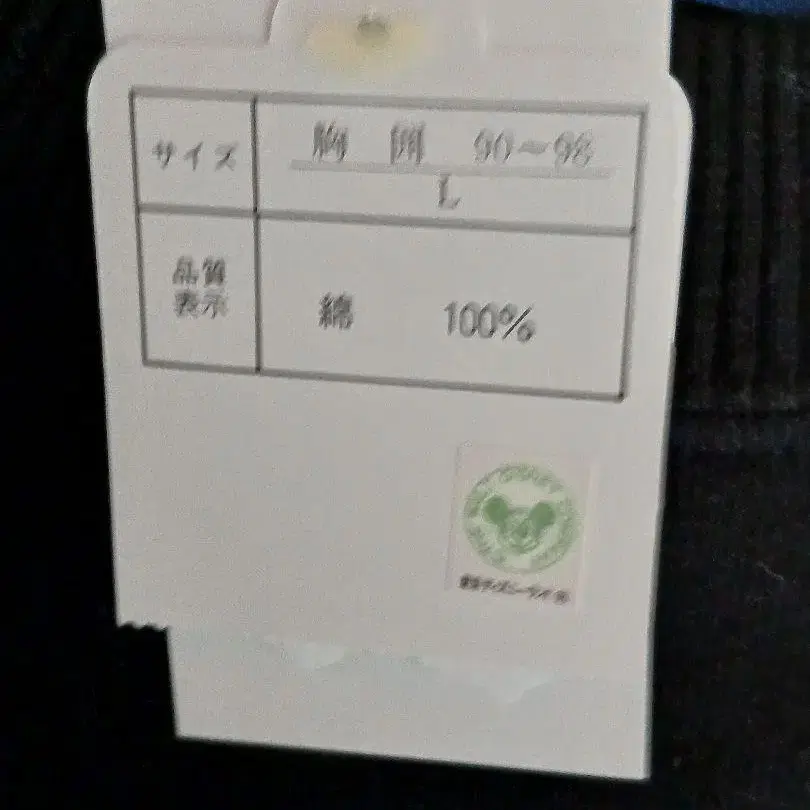 サイズ
胸 囲 90~98
L
品質
表示
綿 100%